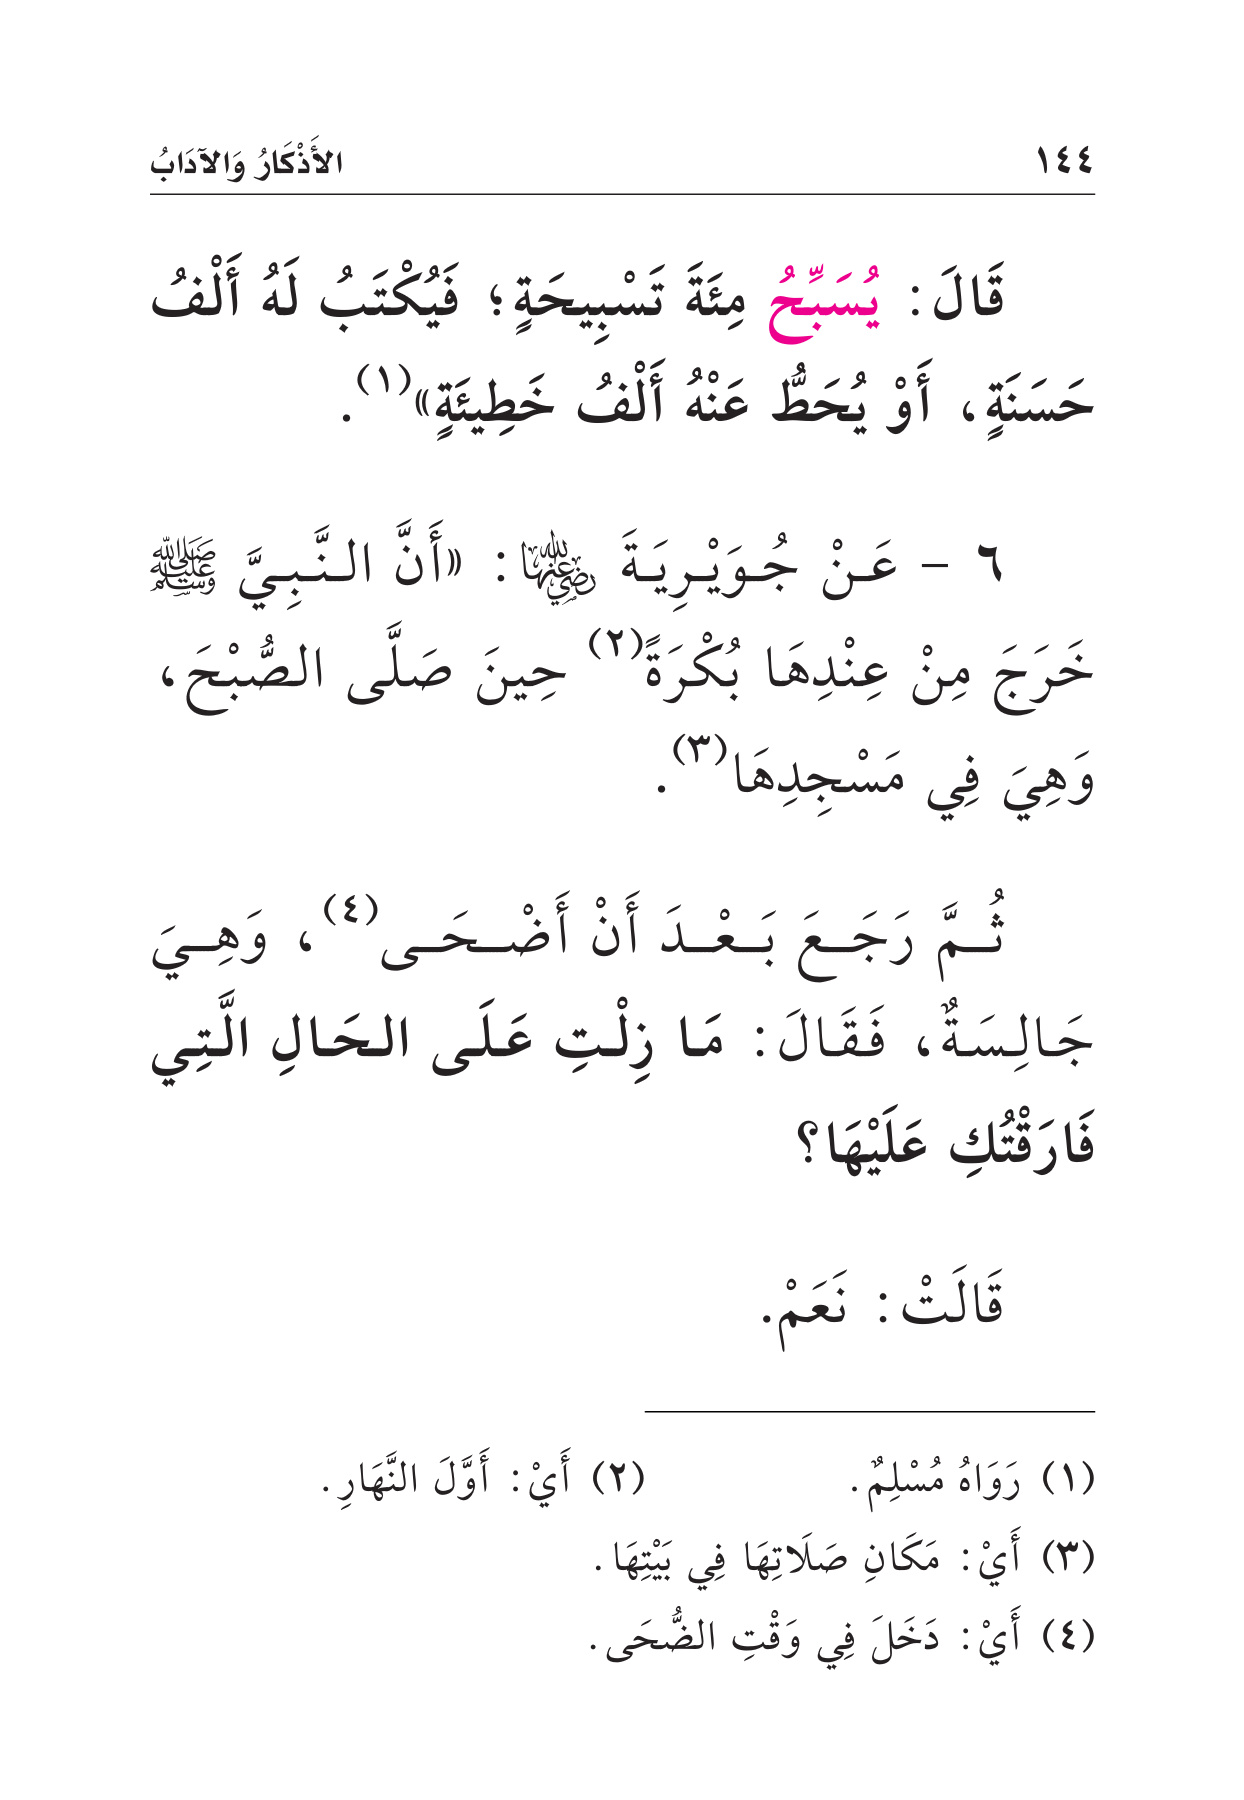 ١٤٤ الأَذْكَارُ وَالآدَابُ
قَالَ: يُسَبِّحُ مِئَةَ تَسْبِيحَةٍ؛ فَيُكْتَبُ لَهُ أَلْفُ
حَسَنَةٍ، أَوْ يُحَطُّ عَنْهُ أَلْفُ خَطِيئَةٍ»(١).
٦ - عَنْ جُوَيْرِيَةَ رضي الله عنها: «أَنَّ النَّبِيَّ ﷺ
خَرَجَ مِنْ عِنْدِهَا بُكْرَةً(٢) حِينَ صَلَّى الصُّبْحَ،
وَهِيَ فِي مَسْجِدِهَا(٣).
ثُمَّ رَجَعَ بَعْدَ أَنْ أَضْحَى(٤)، وَهِيَ
جَالِسَةٌ، فَقَالَ: مَا زِلْتِ عَلَى الحَالِ الَّتِي
فَارَقْتُكِ عَلَيْهَا؟
قَالَتْ: نَعَمْ.
(١) رَوَاهُ مُسْلِمٌ. (٢) أَيْ: أَوَّلَ النَّهَارِ.
(٣) أَيْ: مَكَانِ صَلَاتِهَا فِي بَيْتِهَا.
(٤) أَيْ: دَخَلَ فِي وَقْتِ الضُّحَى.